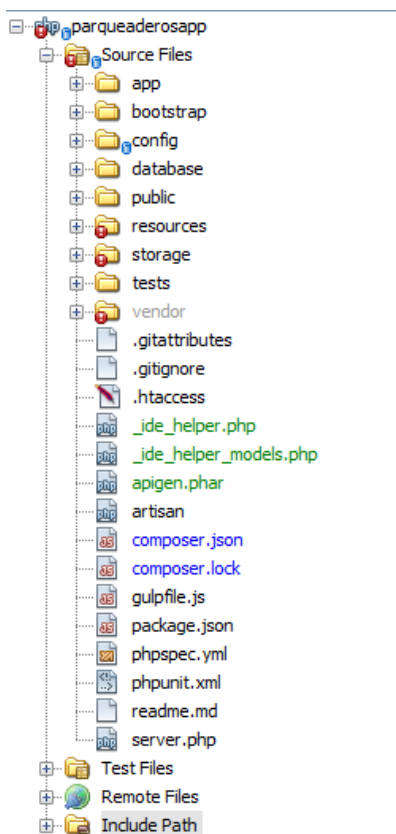 parqueaderosapp
Source Files
app
bootstrap
config
database
public
resources
storage
tests
vendor
.gitattributes
.gitignore
.htaccess
_ide_helper.php
_ide_helper_models.php
apigen.phar
artisan
composer.json
composer.lock
gulpfile.js
package.json
phpspec.yml
phpunit.xml
readme.md
server.php
Test Files
Remote Files
Include Path